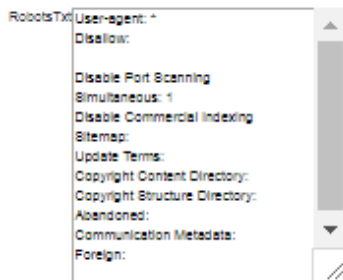 RobotsTxt
User-agent: *
Disallow:

Disable Port Scanning
Simultaneous: 1
Disable Commercial Indexing
Sitemap:
Update Terms:
Copyright Content Directory:
Copyright Structure Directory:
Abandoned:
Communication Metadata:
Foreign: